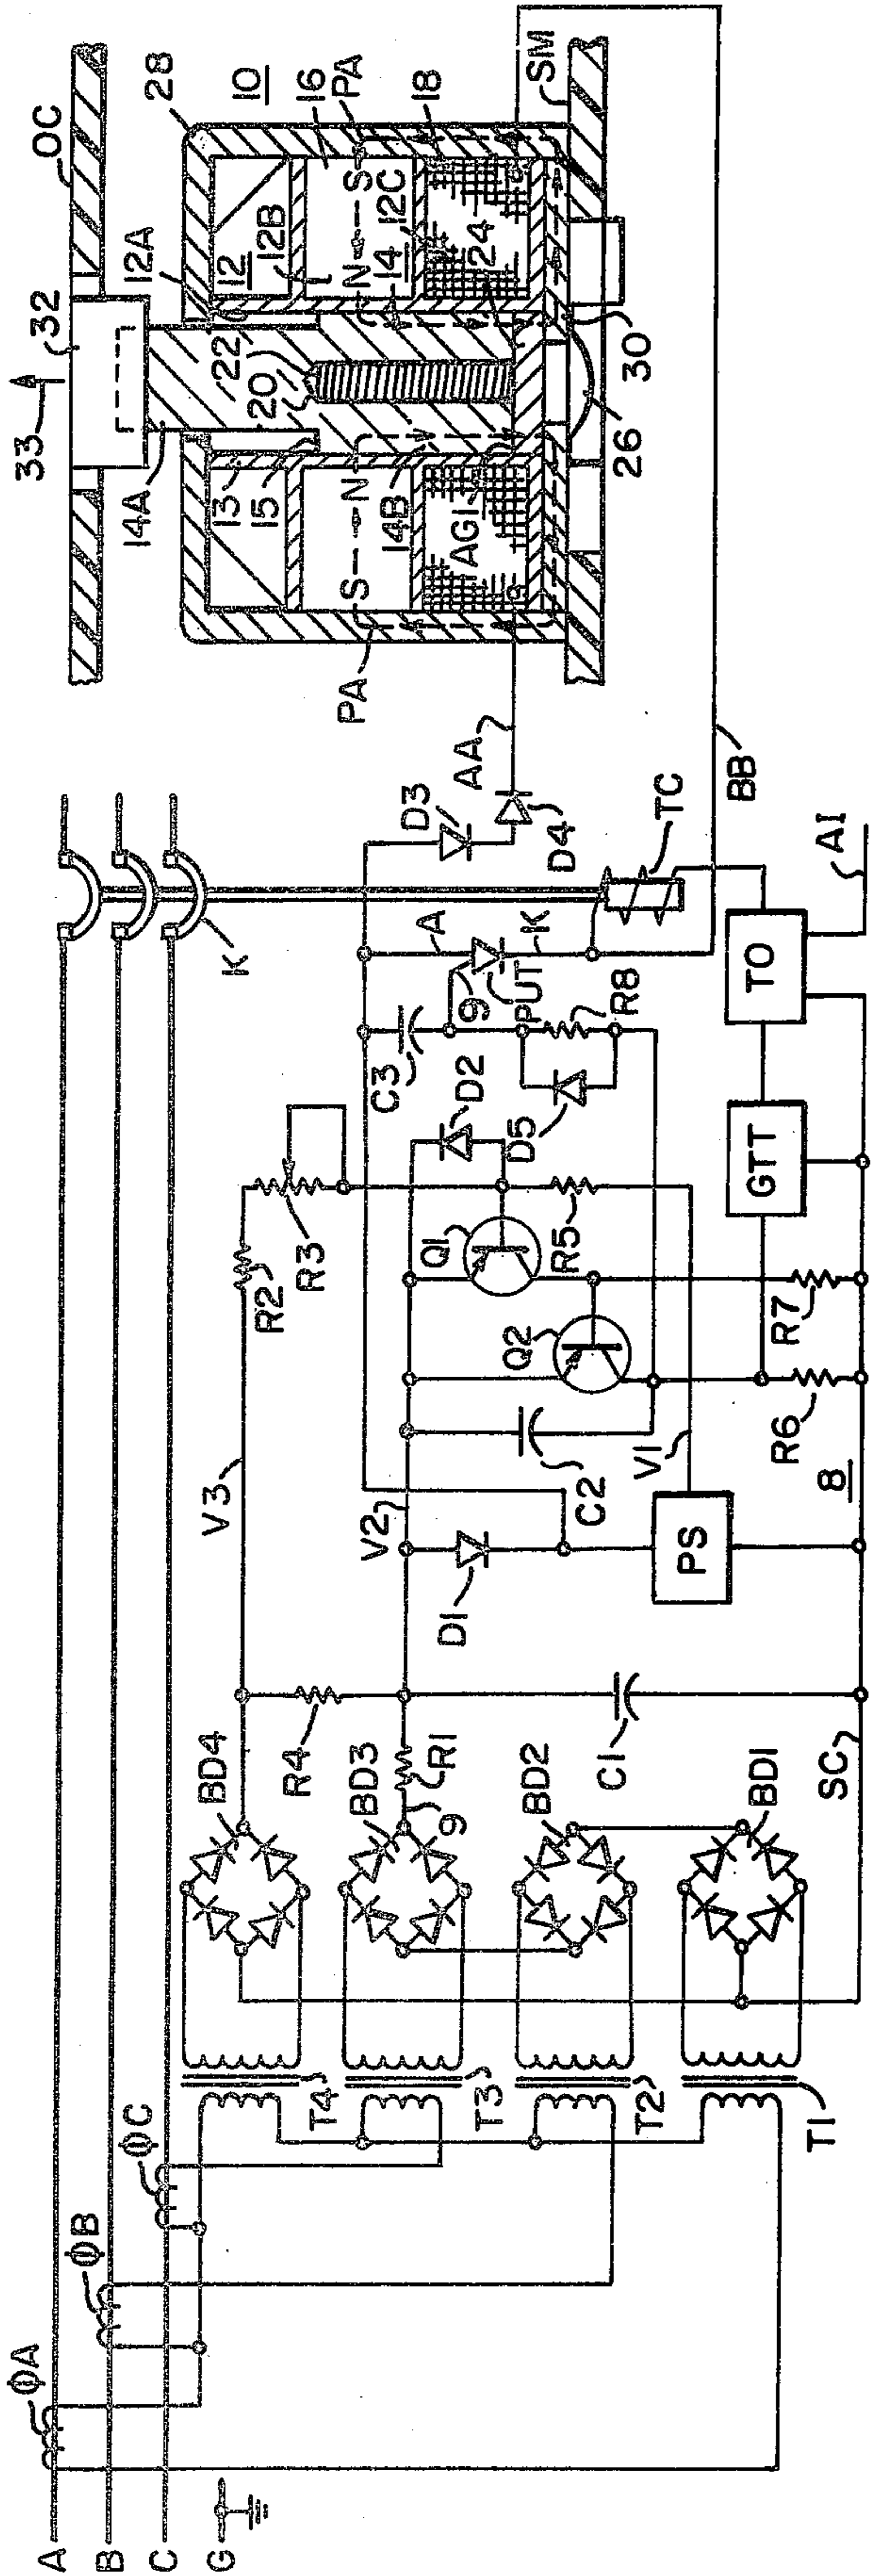 A
B
C
G
ΦA
ΦB
ΦC
T4
T3
T2
T1
BD4
BD3
BD2
BD1
9
R1
R4
C1
SC
V3
V2
D1
PS
V1
C2
Q2
Q1
R2
R3
R5
R6
R7
8
D2
D5
C3
9
PUT
R8
A
K
K
GTT
TO
TC
AI
D3
D4
AA
BB
33
32
OC
14A
12A
28
13
15
22
20
12
12B
10
16
PA
PA
S
N
N
S
14
14B
12C
18
AG1
24
SM
26
30